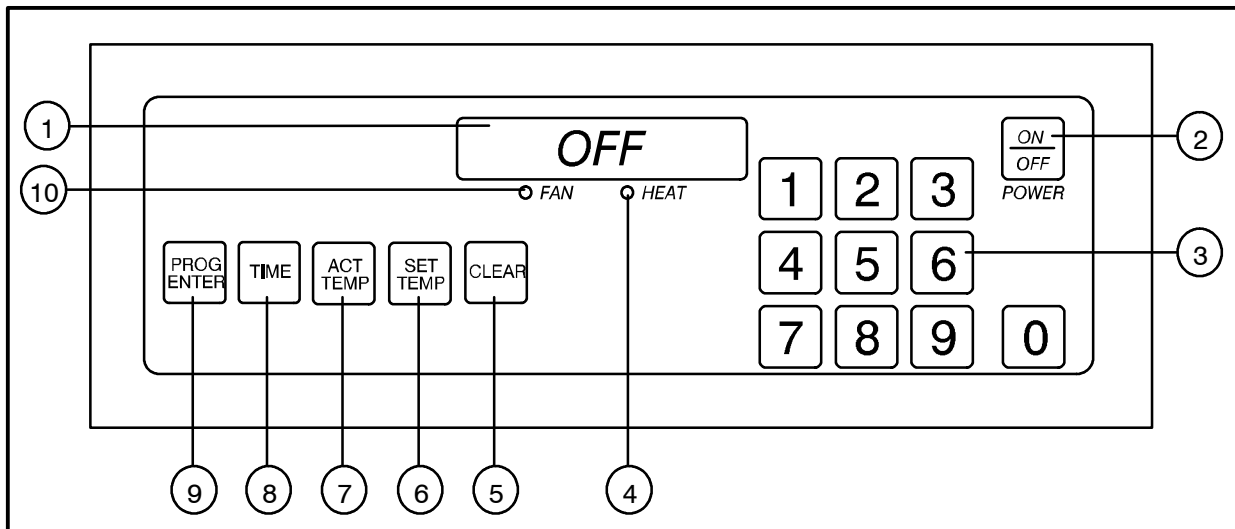 1
OFF
ON
OFF
2
10
FAN
HEAT
POWER
1 2 3
PROG
ENTER
TIME
ACT
TEMP
SET
TEMP
CLEAR
4 5 6
3
7 8 9 0
9 8 7 6 5 4